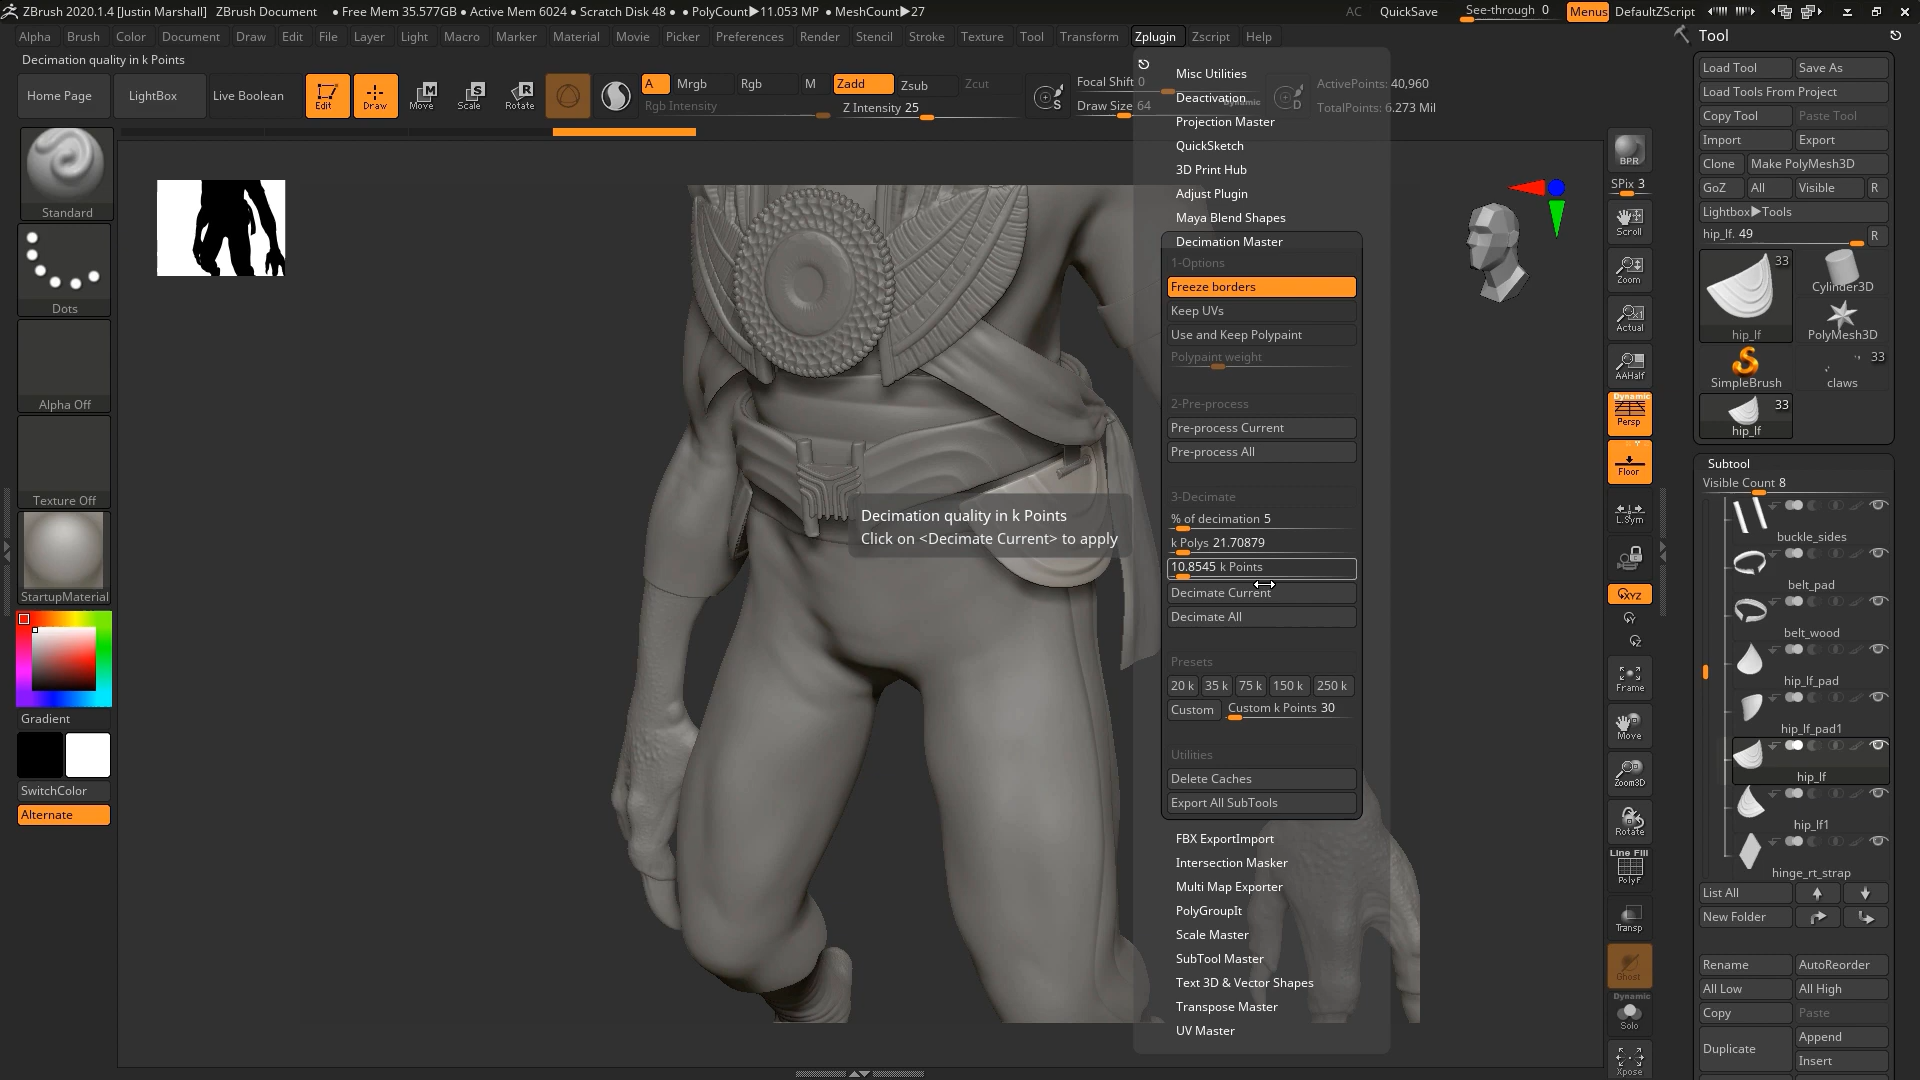 ZBrush 2020.1.4 [Justin Marshall] ZBrush Document ● Free Mem 35.577GB ● Active Mem 6024 ● Scratch Disk 48 ● ● PolyCount▶11.053 MP ● MeshCount▶27 AC QuickSave See-through 0 Menus DefaultZScript
Alpha Brush Color Document Draw Edit File Layer Light Macro Marker Material Movie Picker Preferences Render Stencil Stroke Texture Tool Transform Zplugin Zscript Help
Decimation quality in k Points
Home Page LightBox Live Boolean Edit Draw Move Scale Rotate
A Mrgb Rgb M Zadd Zsub Zcut
Rgb Intensity Z Intensity 25
Focal Shift 0
Draw Size 64 Dynamic
ActivePoints: 40,960
TotalPoints: 6.273 Mil
Standard
Dots
Alpha Off
Texture Off
StartupMaterial
Gradient
SwitchColor
Alternate
Decimation quality in k Points
Click on <Decimate Current> to apply
Misc Utilities
Deactivation
Projection Master
QuickSketch
3D Print Hub
Adjust Plugin
Maya Blend Shapes
Decimation Master
1-Options
Freeze borders
Keep UVs
Use and Keep Polypaint
Polypaint weight
2-Pre-process
Pre-process Current
Pre-process All
3-Decimate
% of decimation 5
k Polys 21.70879
10.8545 k Points
Decimate Current
Decimate All
Presets
20 k 35 k 75 k 150 k 250 k
Custom Custom k Points 30
Utilities
Delete Caches
Export All SubTools
FBX ExportImport
Intersection Masker
Multi Map Exporter
PolyGroupIt
Scale Master
SubTool Master
Text 3D & Vector Shapes
Transpose Master
UV Master
BPR
SPix 3
Scroll
Zoom
Actual
AAHalf
Dynamic
Persp
Floor
L.Sym
XYZ
Frame
Move
Zoom3D
Rotate
Line Fill
PolyF
Transp
Ghost
Dynamic
Solo
Xpose
Tool
Load Tool Save As
Load Tools From Project
Copy Tool Paste Tool
Import Export
Clone Make PolyMesh3D
GoZ All Visible R
Lightbox▶Tools
hip_lf. 49 R
33
Cylinder3D
hip_lf PolyMesh3D
33
SimpleBrush claws
33
hip_lf
Subtool
Visible Count 8
buckle_sides
belt_pad
belt_wood
hip_lf_pad
hip_lf_pad1
hip_lf
hip_lf1
hinge_rt_strap
List All
New Folder
Rename AutoReorder
All Low All High
Copy Paste
Duplicate Append
Insert